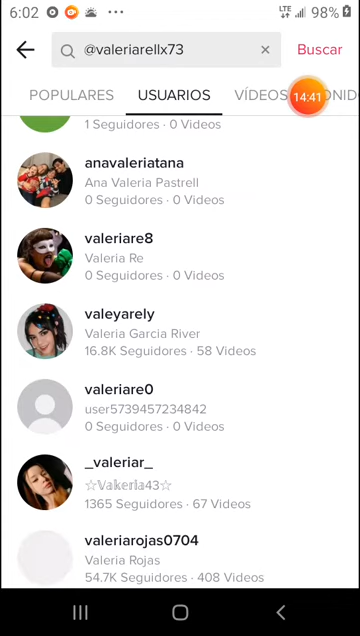 6:02 LTE 98%
@valeriarellx73 × Buscar
POPULARES USUARIOS VÍDEOS ONID
14:41
1 Seguidores · 0 Videos
anavaleriatana
Ana Valeria Pastrell
0 Seguidores · 0 Videos
valeriare8
Valeria Re
0 Seguidores · 0 Videos
valeyarely
Valeria Garcia River
16.8K Seguidores · 58 Videos
valeriare0
user5739457234842
0 Seguidores · 0 Videos
_valeriar_
☆𝕍𝕒𝕝𝕖𝕣𝕚𝕒43☆
1365 Seguidores · 67 Videos
valeriarojas0704
Valeria Rojas
54.7K Seguidores · 408 Videos